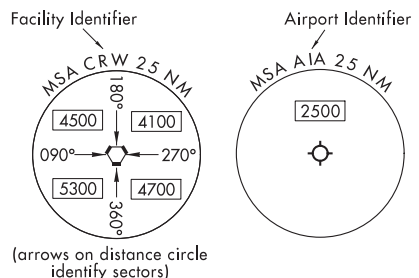 Facility Identifier
Airport Identifier
MSA CRW 25 NM
MSA AIA 25 NM
180°
4500
4100
2500
090°
270°
5300
4700
360°
(arrows on distance circle
identify sectors)